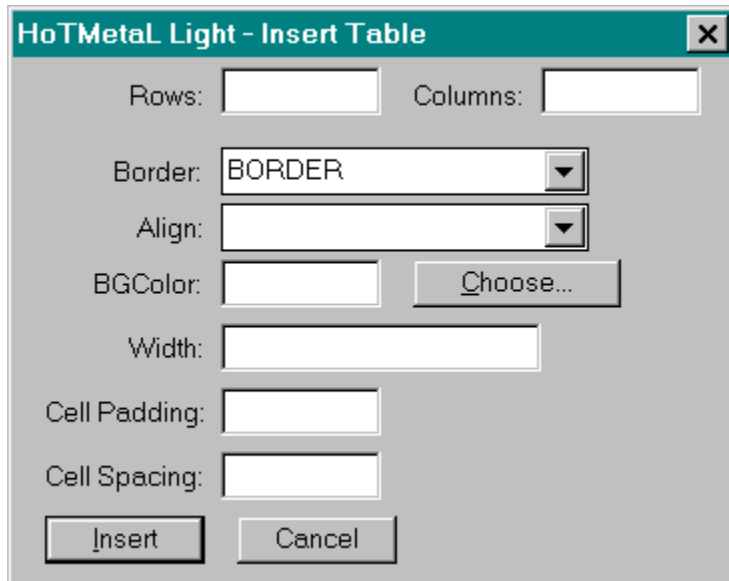 HoTMetaL Light - Insert Table
Rows: Columns:
Border: BORDER
Align:
BGColor: Choose...
Width:
Cell Padding:
Cell Spacing:
Insert Cancel